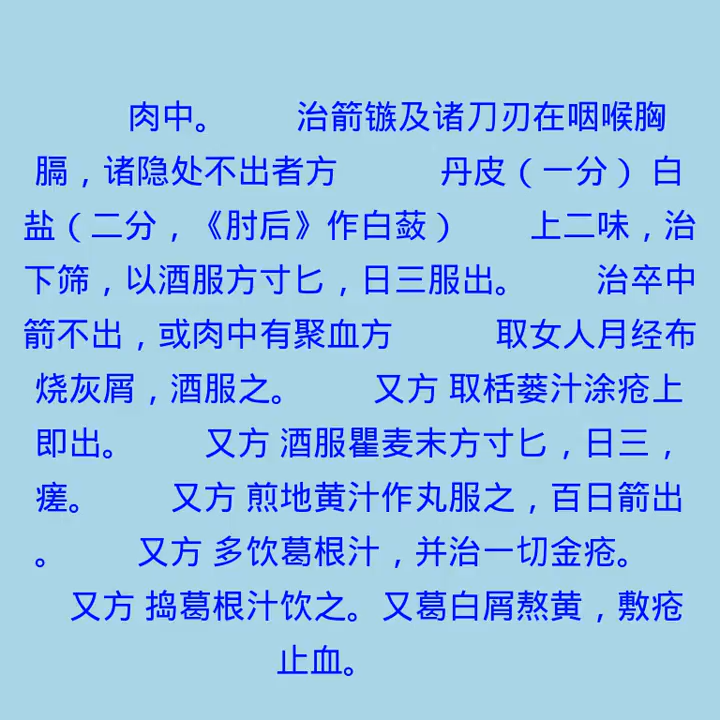 肉中。 治箭镞及诸刀刃在咽喉胸
膈，诸隐处不出者方 丹皮（一分） 白
盐（二分，《肘后》作白蔹） 上二味，治
下筛，以酒服方寸匕，日三服出。 治卒中
箭不出，或肉中有聚血方 取女人月经布
烧灰屑，酒服之。 又方 取栝蒌汁涂疮上
即出。 又方 酒服瞿麦末方寸匕，日三，
瘥。 又方 煎地黄汁作丸服之，百日箭出
。 又方 多饮葛根汁，并治一切金疮。
又方 捣葛根汁饮之。又葛白屑熬黄，敷疮
止血。